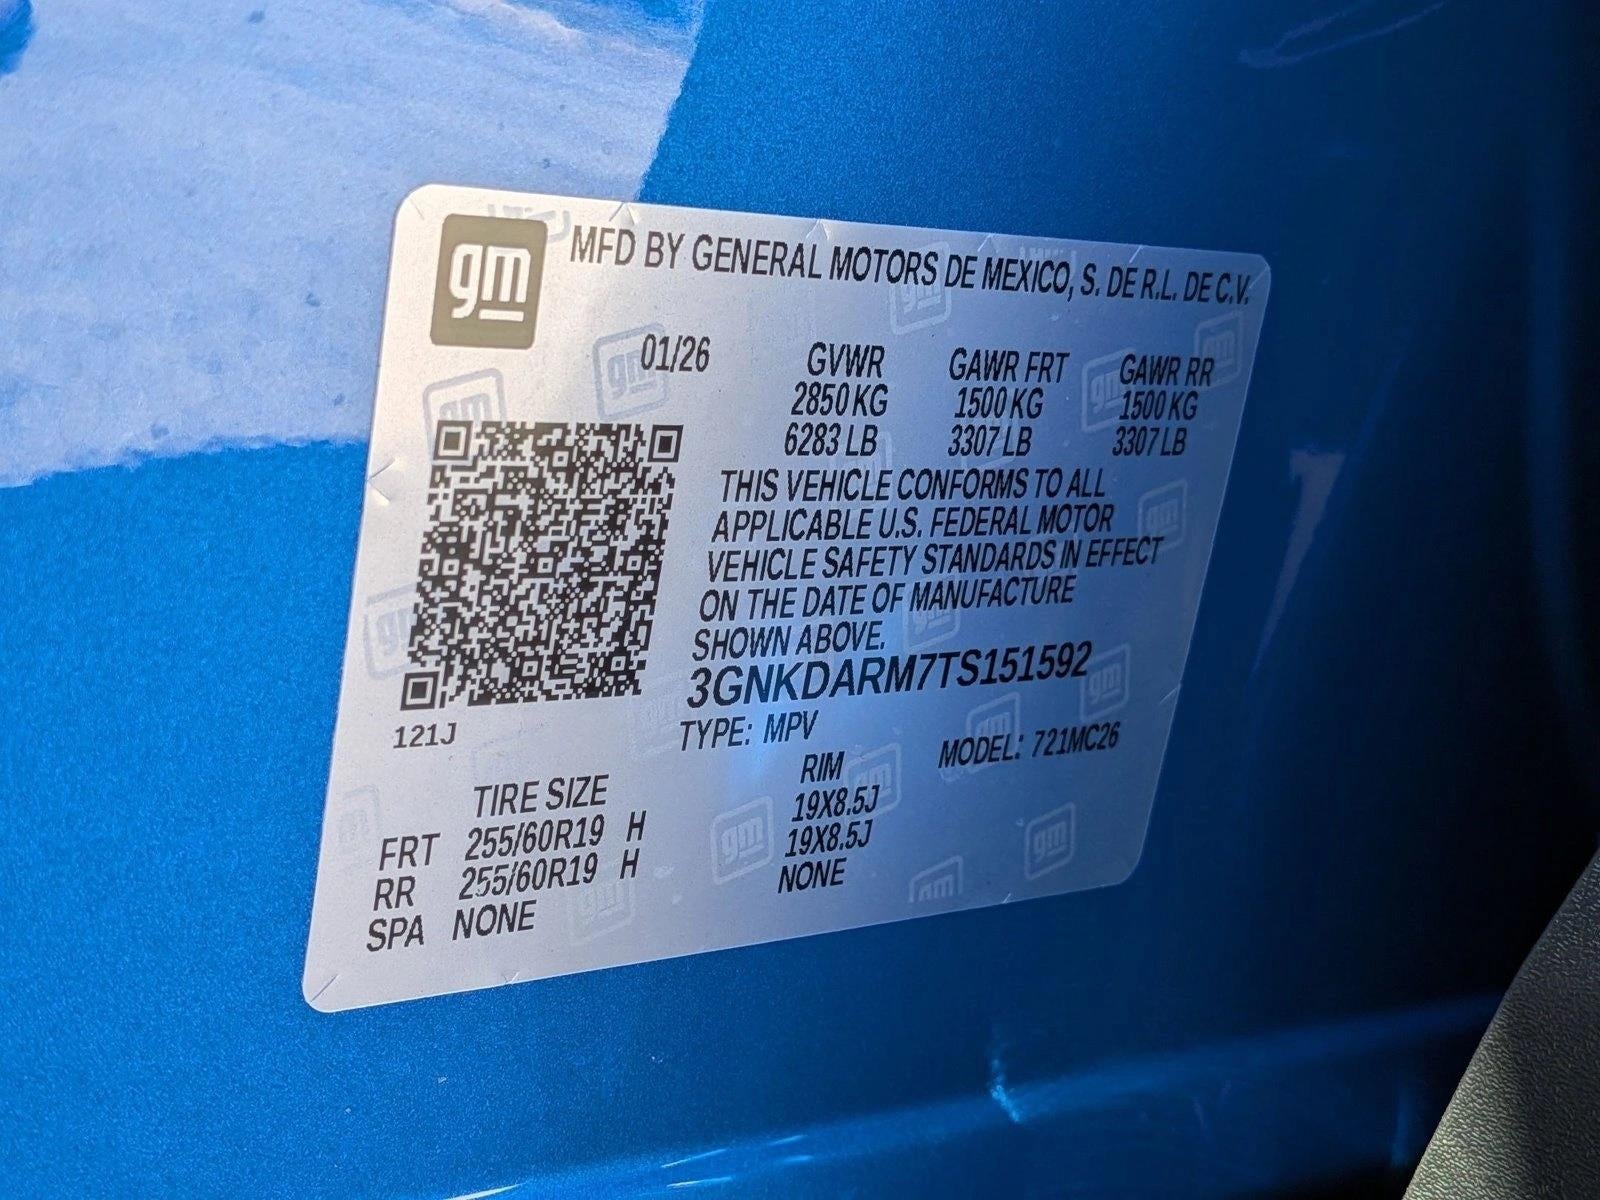 gm
MFD BY GENERAL MOTORS DE MEXICO, S. DE R.L. DE C.V.
01/26 GVWR GAWR FRT GAWR RR
2850 KG 1500 KG 1500 KG
6283 LB 3307 LB 3307 LB
THIS VEHICLE CONFORMS TO ALL
APPLICABLE U.S. FEDERAL MOTOR
VEHICLE SAFETY STANDARDS IN EFFECT
ON THE DATE OF MANUFACTURE
SHOWN ABOVE.
3GNKDARM7TS151592
121J
TYPE: MPV MODEL: 721MC26
TIRE SIZE RIM
FRT 255/60R19 H 19X8.5J
RR 255/60R19 H 19X8.5J
SPA NONE NONE